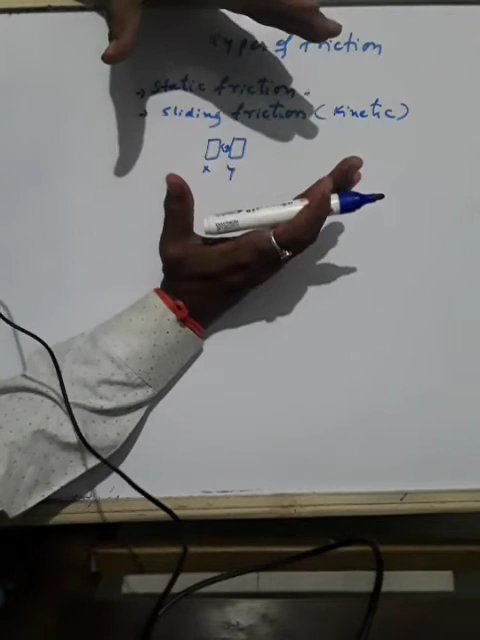 Types of Friction
→ Static friction.
→ Sliding friction (Kinetic)
x y